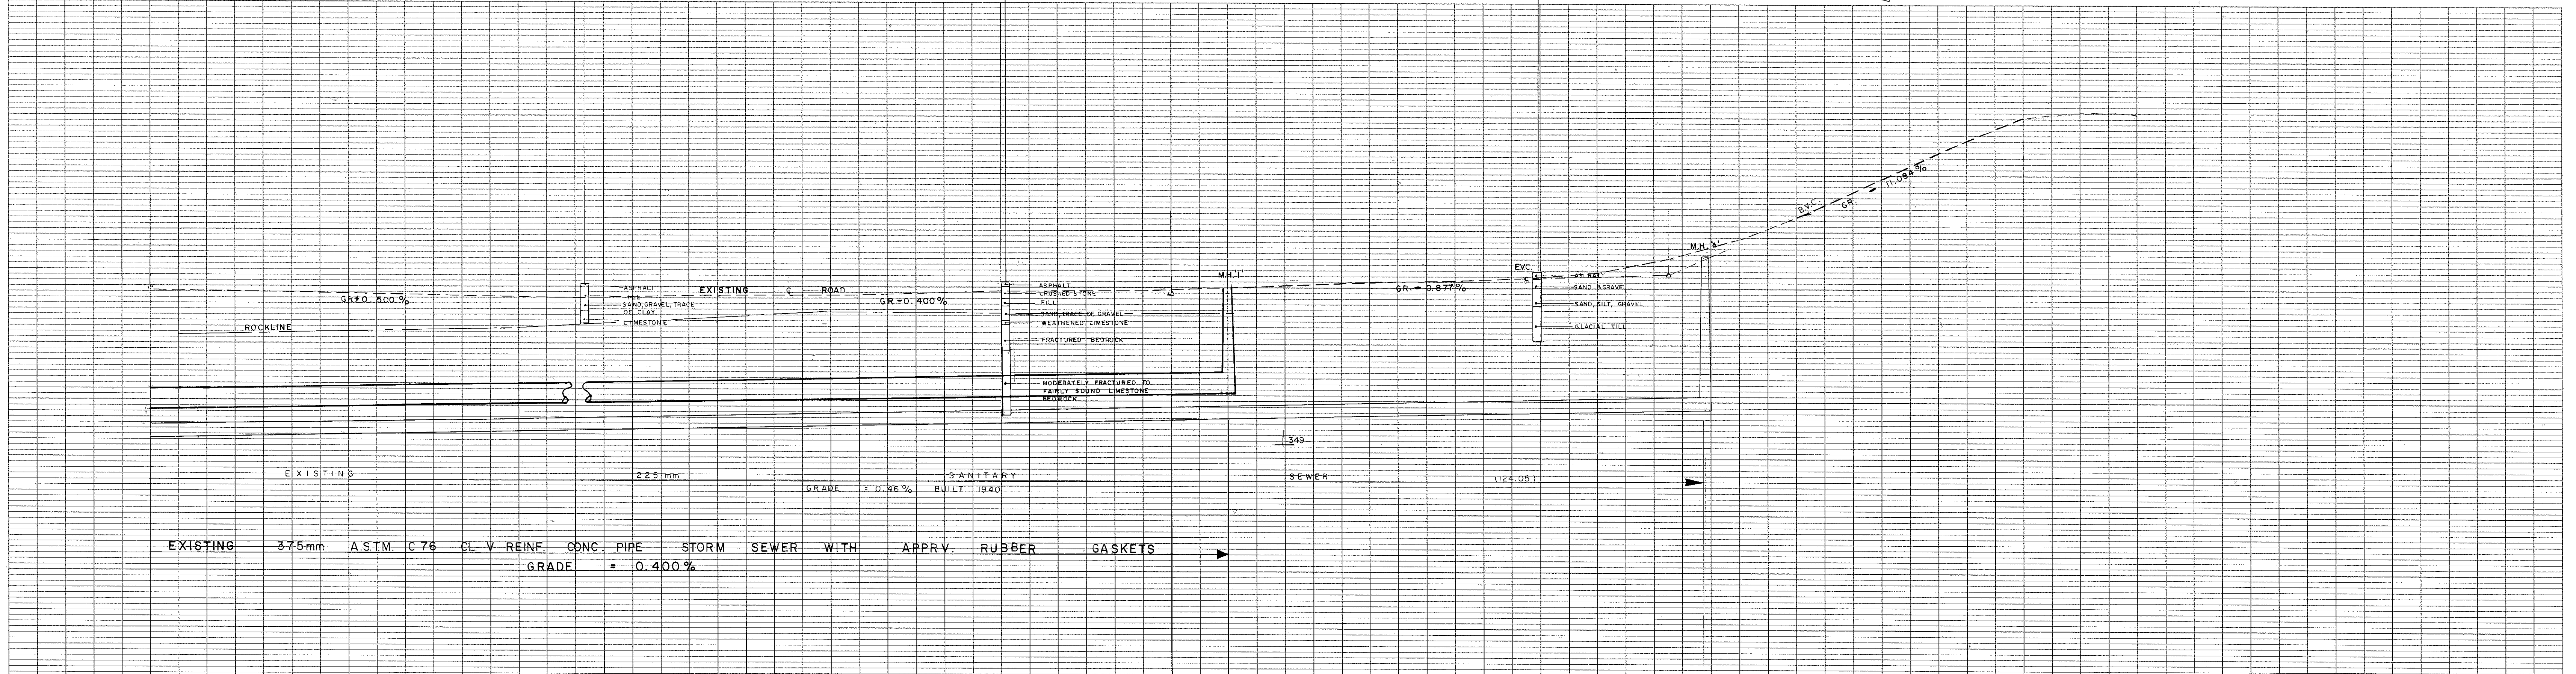 11.084 %
B.V.C.
GR.
M.H.
M.H. '1'
EVC.
ASPHALT
FILL
SAND, GRAVEL, TRACE
OF CLAY
LIMESTONE
EXISTING ℄ ROAD
GR. 0.500 %
GR.-0.400 %
ASPHALT
CRUSHED STONE
FILL
SAND, TRACE OF GRAVEL
WEATHERED LIMESTONE
FRACTURED BEDROCK
MODERATELY FRACTURED TO
FAIRLY SOUND LIMESTONE
BEDROCK
GR. 0.877 %
SAND & GRAVEL
SAND, SILT, GRAVEL
GLACIAL TILL
ROCKLINE
349
EXISTING 225 mm SANITARY SEWER (124.05)
GRADE = 0.46 % BUILT 1940
EXISTING 375mm A.S.T.M. C 76 CL. V REINF. CONC. PIPE STORM SEWER WITH APPRV. RUBBER GASKETS
GRADE = 0.400 %